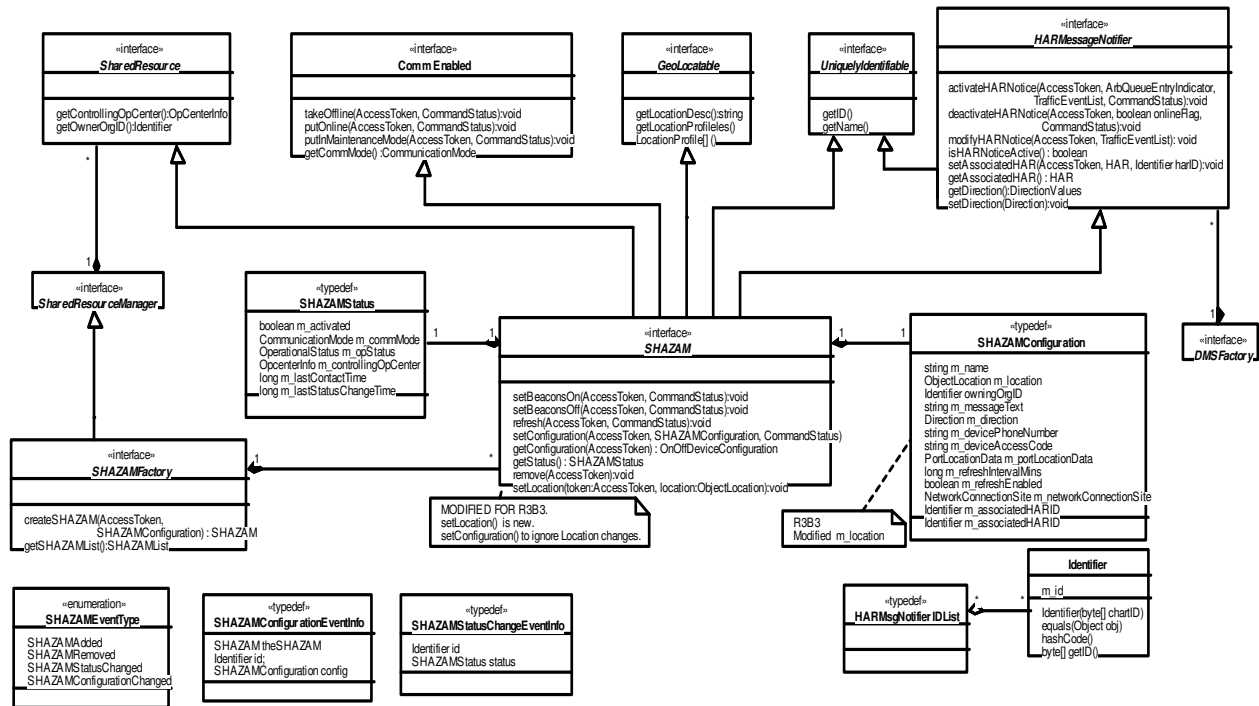 «interface»
SharedResource
getControllingOpCenter():OpCenterInfo
getOwnerOrgID():Identifier
«interface»
CommEnabled
takeOffline(AccessToken, CommandStatus):void
putOnline(AccessToken, CommandStatus):void
putInMaintenanceMode(AccessToken, CommandStatus):void
getCommMode() :CommunicationMode
«interface»
GeoLocatable
getLocationDesc():string
getLocationProfileles()
LocationProfile[] ()
«interface»
UniquelyIdentifiable
getID()
getName()
«interface»
HARMessageNotifier
activateHARNotice(AccessToken, ArbQueueEntryIndicator,
TrafficEventList, CommandStatus):void
deactivateHARNotice(AccessToken, boolean onlineFlag,
CommandStatus):void
modifyHARNotice(AccessToken, TrafficEventList): void
isHARNoticeActive() : boolean
setAssociatedHAR(AccessToken, HAR, Identifier harID):void
getAssociatedHAR() : HAR
getDirection():DirectionValues
setDirection(Direction):void
*
1
«interface»
SharedResourceManager
«typedef»
SHAZAMStatus
boolean m_activated
CommunicationMode m_commMode
OperationalStatus m_opStatus
OpcenterInfo m_controllingOpCenter
long m_lastContactTime
long m_lastStatusChangeTime
1
1
«interface»
SHAZAM
setBeaconsOn(AccessToken, CommandStatus):void
setBeaconsOff(AccessToken, CommandStatus):void
refresh(AccessToken, CommandStatus):void
setConfiguration(AccessToken, SHAZAMConfiguration, CommandStatus)
getConfiguration(AccessToken) : OnOffDeviceConfiguration
getStatus() : SHAZAMStatus
remove(AccessToken):void
setLocation(token:AccessToken, location:ObjectLocation):void
1
1
«typedef»
SHAZAMConfiguration
string m_name
ObjectLocation m_location
Identifier owningOrgID
string m_messageText
Direction m_direction
string m_devicePhoneNumber
string m_deviceAccessCode
PortLocationData m_portLocationData
long m_refreshIntervalMins
boolean m_refreshEnabled
NetworkConnectionSite m_networkConnectionSite
Identifier m_associatedHARID
Identifier m_associatedHARID
*
1
«interface»
DMSFactory
«interface»
SHAZAMFactory
createSHAZAM(AccessToken,
SHAZAMConfiguration) : SHAZAM
getSHAZAMList():SHAZAMList
1
*
MODIFIED FOR R3B3.
setLocation() is new.
setConfiguration() to ignore Location changes.
R3B3
Modified m_location
«enumeration»
SHAZAMEventType
SHAZAMAdded
SHAZAMRemoved
SHAZAMStatusChanged
SHAZAMConfigurationChanged
«typedef»
SHAZAMConfigurationEventInfo
SHAZAM theSHAZAM
Identifier id;
SHAZAMConfiguration config
«typedef»
SHAZAMStatusChangeEventInfo
Identifier id
SHAZAMStatus status
«typedef»
HARMsgNotifierIDList
*
*
Identifier
m_id
Identifier(byte[] chartID)
equals(Object obj)
hashCode()
byte[] getID()